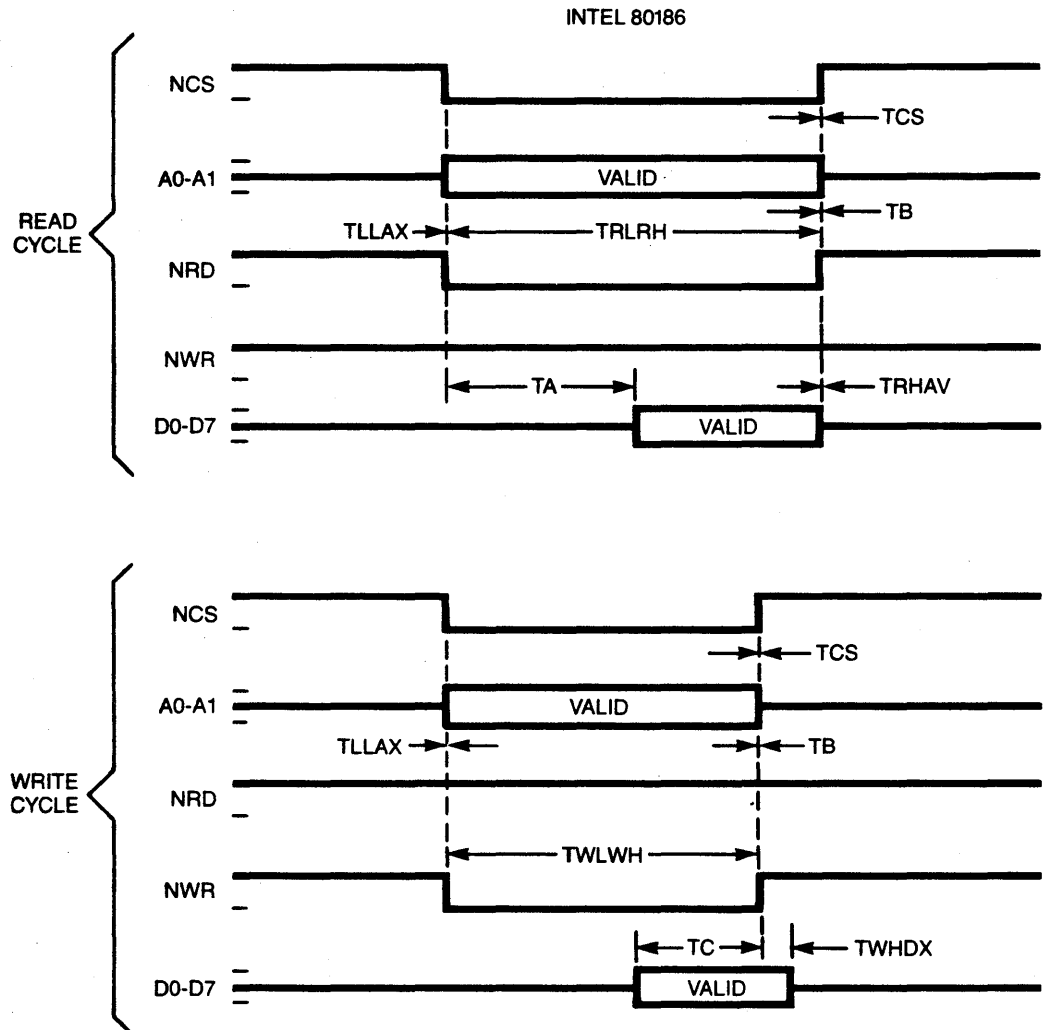 INTEL 80186
READ
CYCLE
NCS
TCS
A0-A1
VALID
TB
TLLAX
TRLRH
NRD
NWR
TA
TRHAV
D0-D7
VALID
WRITE
CYCLE
NCS
TCS
A0-A1
VALID
TLLAX
TB
NRD
TWLWH
NWR
TC
TWHDX
D0-D7
VALID